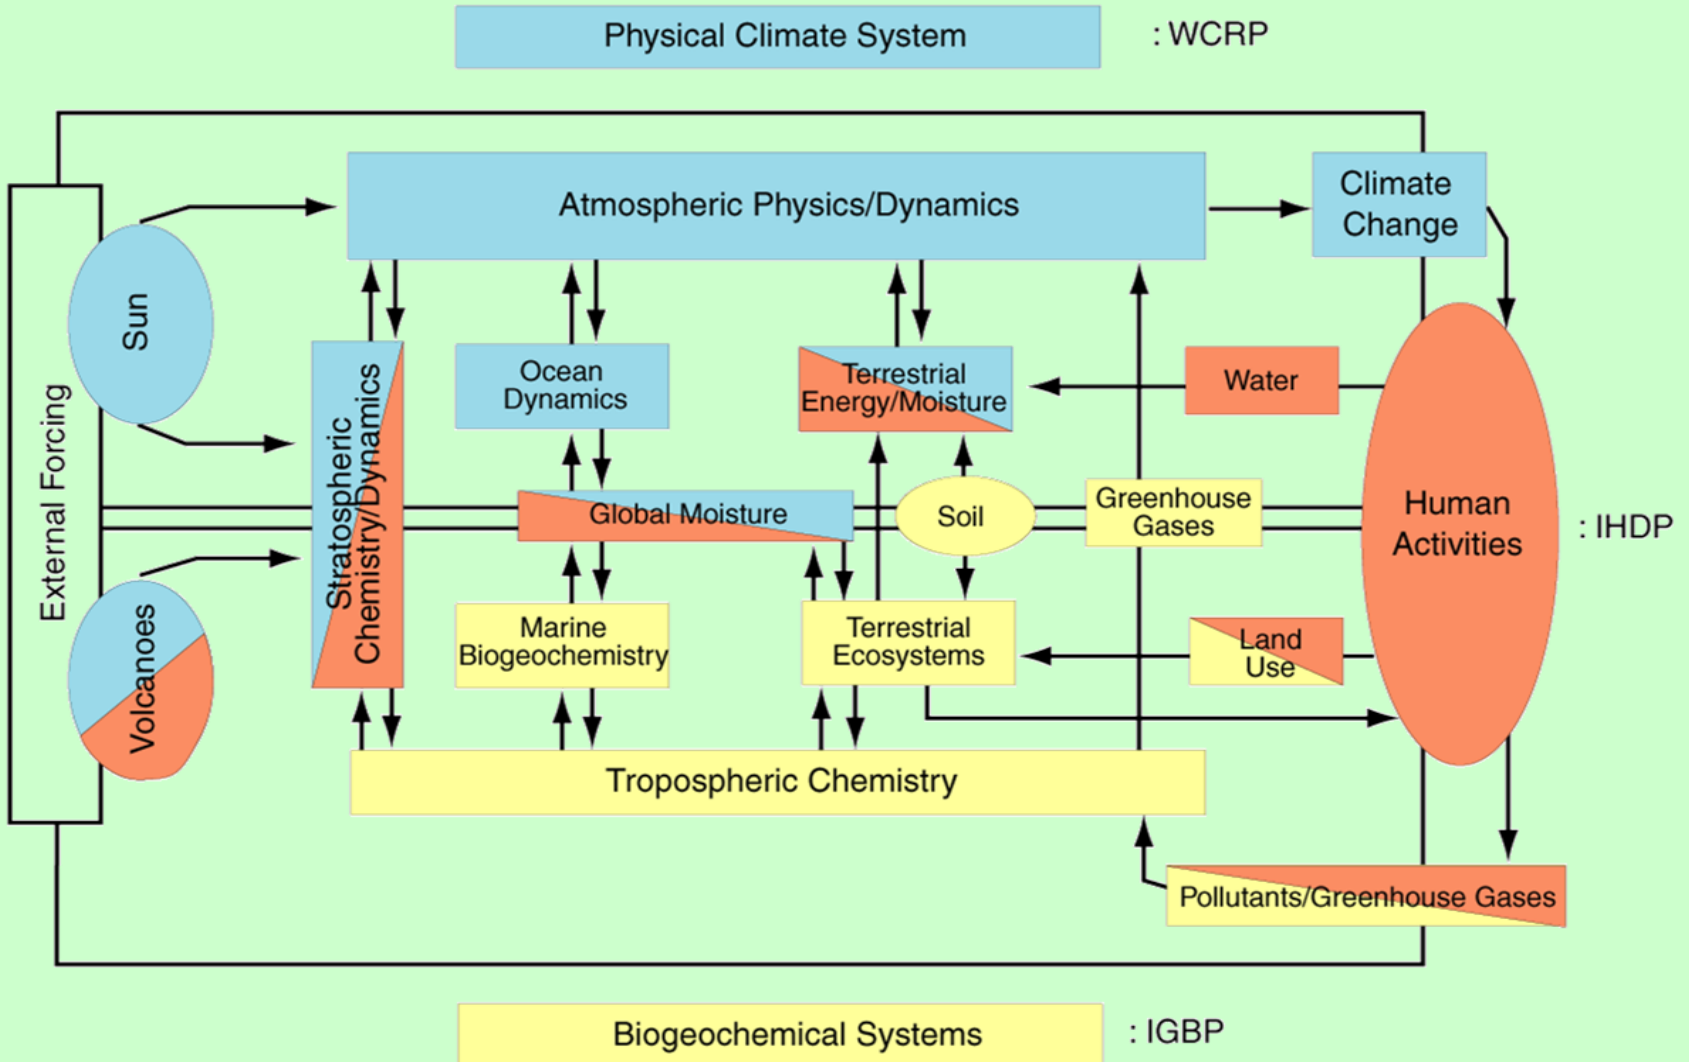 Physical Climate System
: WCRP
Atmospheric Physics/Dynamics
Climate
Change
Sun
External Forcing
Stratospheric
Chemistry/Dynamics
Ocean
Dynamics
Terrestrial
Energy/Moisture
Water
Global Moisture
Soil
Greenhouse
Gases
Human
Activities
: IHDP
Volcanoes
Marine
Biogeochemistry
Terrestrial
Ecosystems
Land
Use
Tropospheric Chemistry
Pollutants/Greenhouse Gases
Biogeochemical Systems
: IGBP